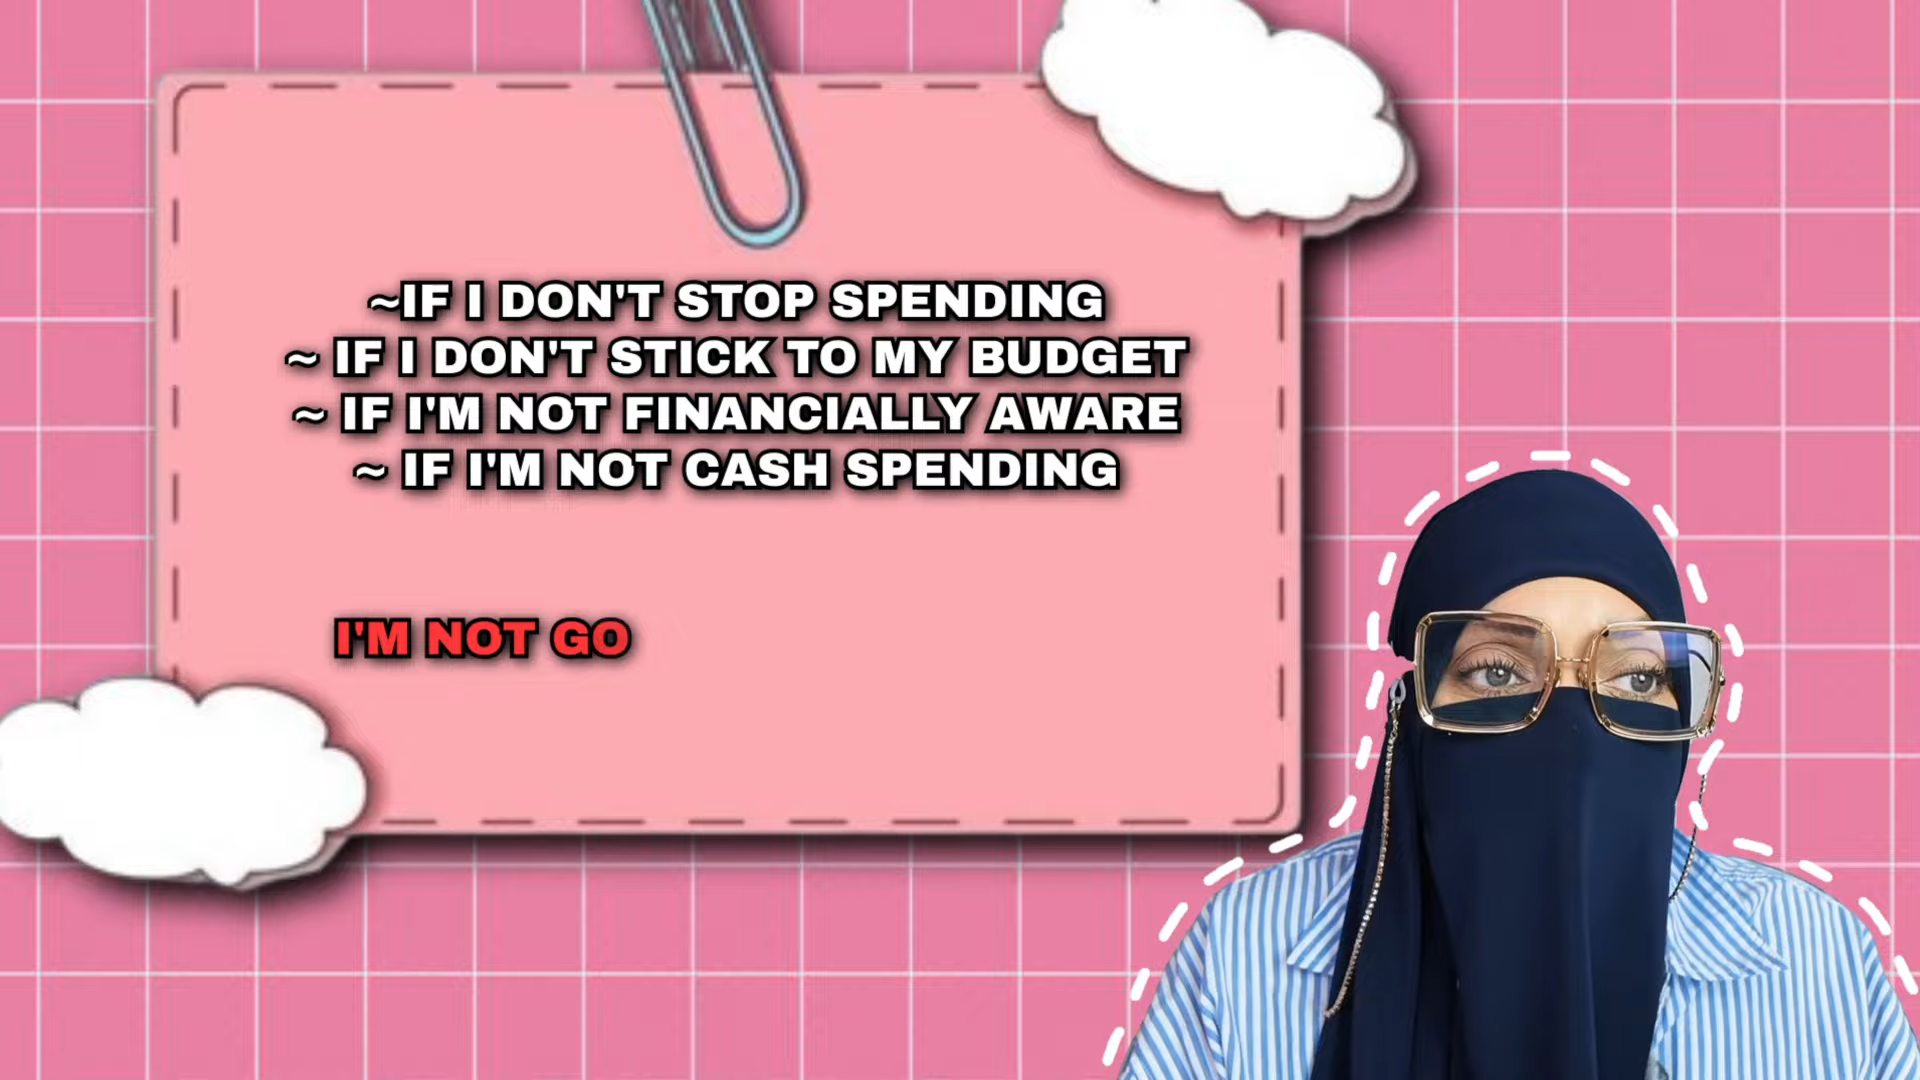 ~IF I DON'T STOP SPENDING
~ IF I DON'T STICK TO MY BUDGET
~ IF I'M NOT FINANCIALLY AWARE
~ IF I'M NOT CASH SPENDING
I'M NOT GO